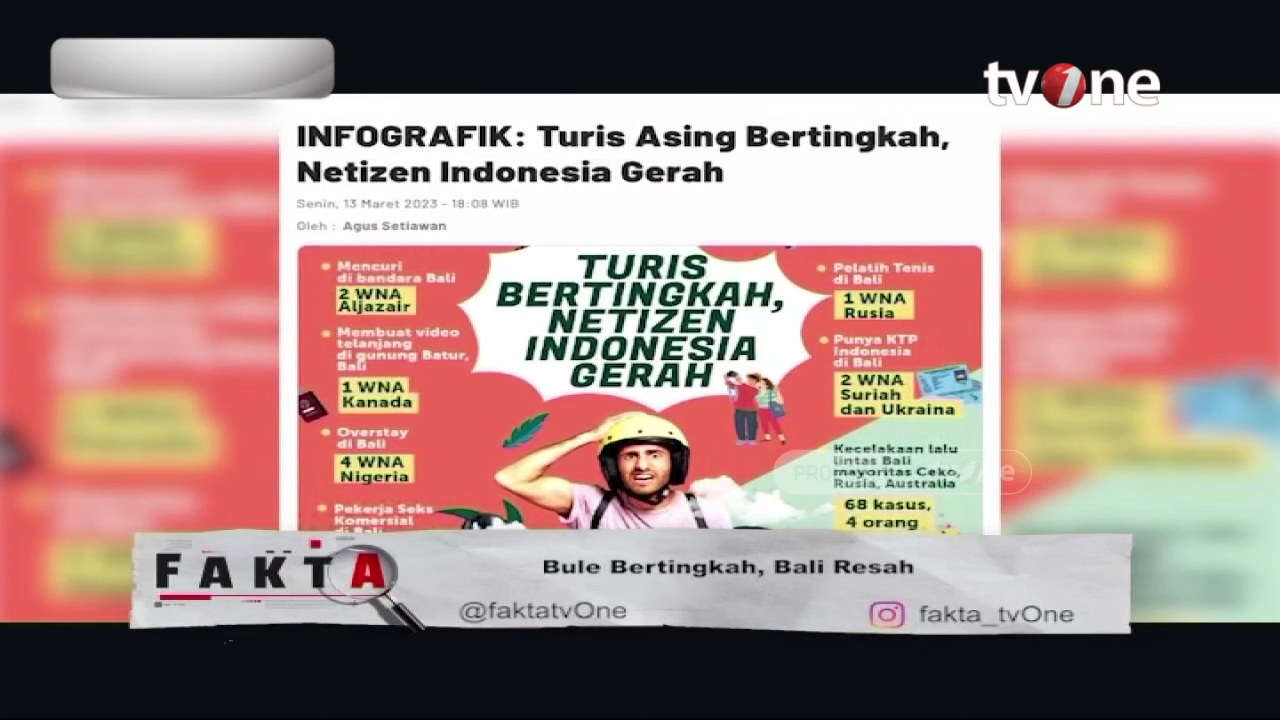 tvOne
INFOGRAFIK: Turis Asing Bertingkah,
Netizen Indonesia Gerah
Senin, 13 Maret 2023 - 18:08 WIB
Oleh : Agus Setiawan
TURIS
BERTINGKAH,
NETIZEN
INDONESIA
GERAH
Mencuri
di bandara Bali
2 WNA
Aljazair
Membuat video
telanjang
di gunung Batur,
Bali
1 WNA
Kanada
Overstay
di Bali
4 WNA
Nigeria
Pekerja Seks
Komersial
di Bali
Pelatih Tenis
di Bali
1 WNA
Rusia
Punya KTP
Indonesia
di Bali
2 WNA
Suriah
dan Ukraina
Kecelakaan lalu
lintas Bali
mayoritas Ceko,
Rusia, Australia
68 kasus,
4 orang
FAKTA
Bule Bertingkah, Bali Resah
@faktatvOne
fakta_tvOne